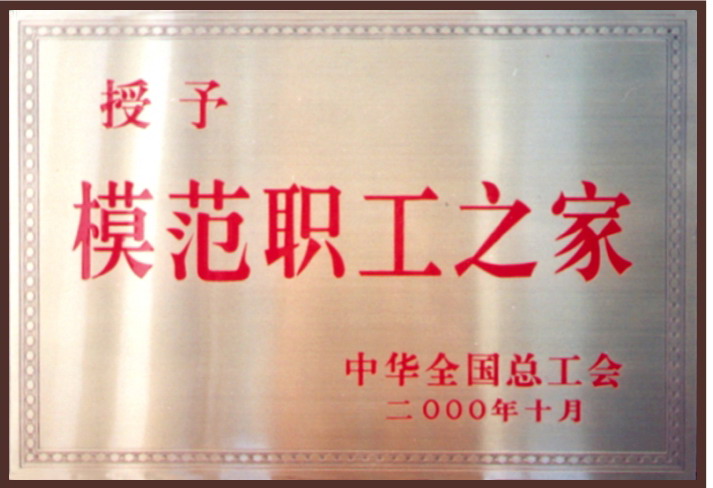 授予
模范职工之家
中华全国总工会
二000年十月